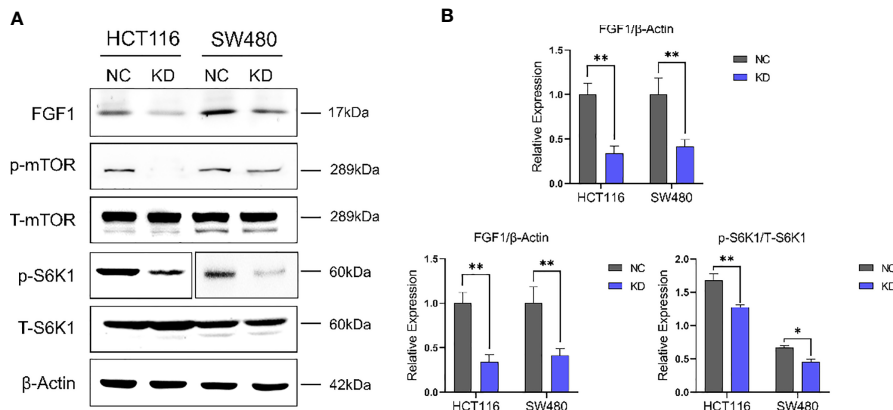 A
HCT116 SW480
NC KD NC KD
FGF1 17kDa
p-mTOR 289kDa
T-mTOR 289kDa
p-S6K1 60kDa
T-S6K1 60kDa
β-Actin 42kDa
B
FGF1/β-Actin
Relative Expression
1.5
1.0
0.5
0.0
** **
HCT116 SW480
NC
KD
FGF1/β-Actin
Relative Expression
1.5
1.0
0.5
0.0
** **
HCT116 SW480
NC
KD
p-S6K1/T-S6K1
Relative Expression
2.0
1.5
1.0
0.5
0.0
** *
HCT116 SW480
NC
KD